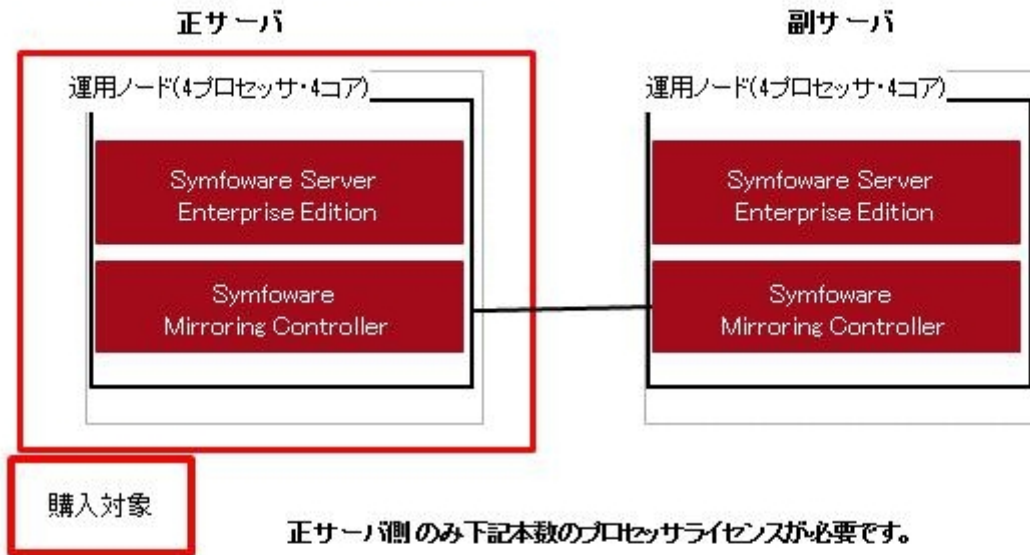 正サーバ
副サーバ
運用ノード(4プロセッサ・4コア)
運用ノード(4プロセッサ・4コア)
Symfoware Server
Enterprise Edition
Symfoware Server
Enterprise Edition
Symfoware
Mirroring Controller
Symfoware
Mirroring Controller
購入対象
正サーバ側のみ下記本数のプロセッサライセンスが必要です。